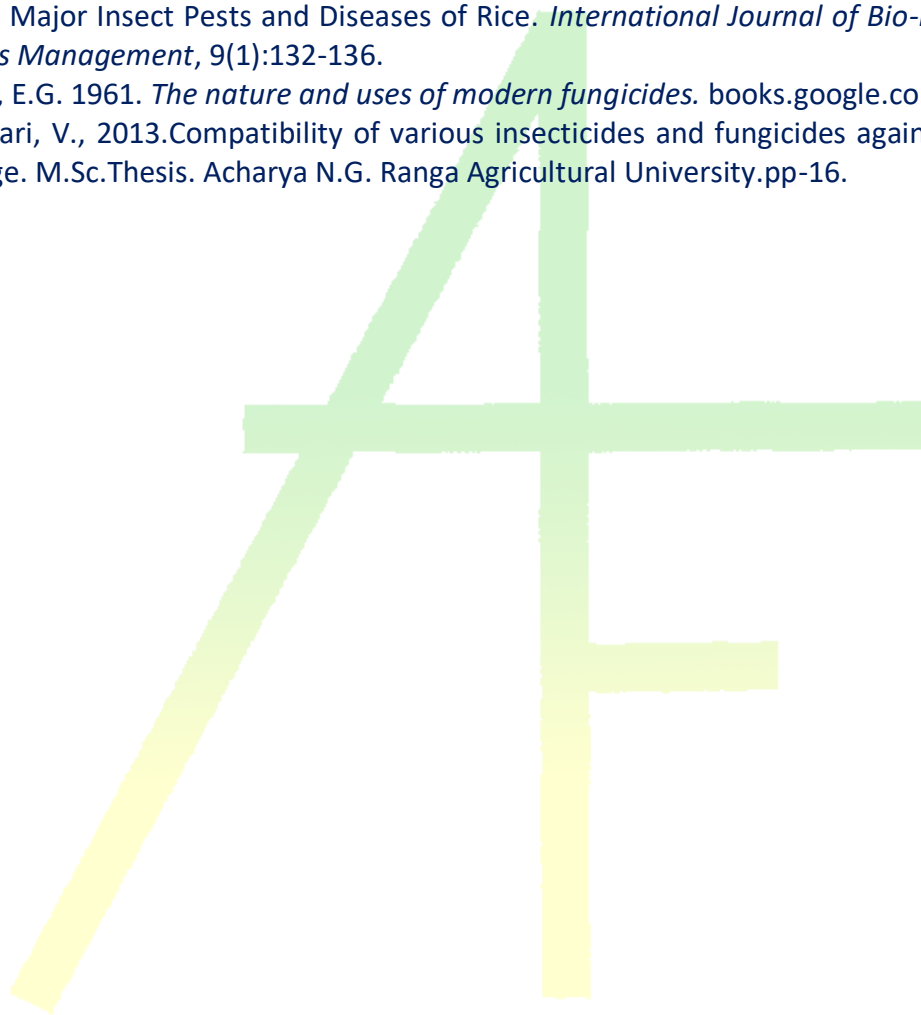 Major Insect Pests and Diseases of Rice. International Journal of Bio-
s Management, 9(1):132-136.
, E.G. 1961. The nature and uses of modern fungicides. books.google.co
ari, V., 2013.Compatibility of various insecticides and fungicides again
ge. M.Sc.Thesis. Acharya N.G. Ranga Agricultural University.pp-16.